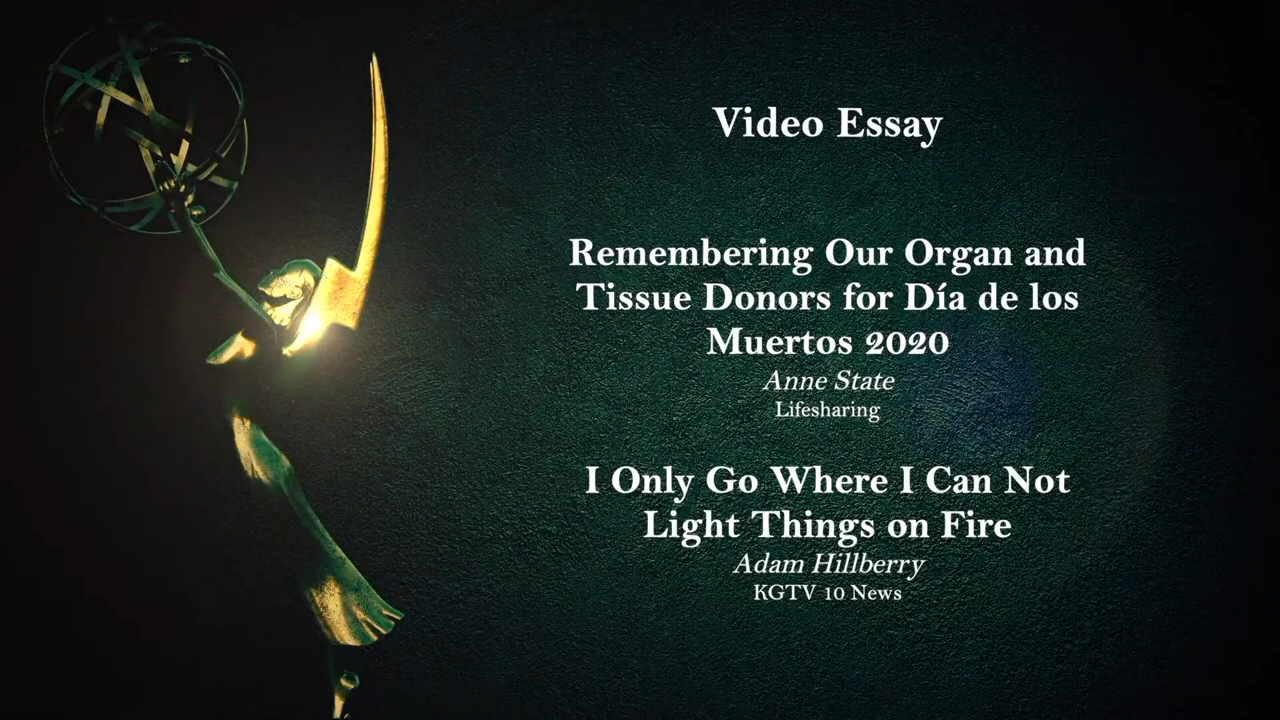 Video Essay
Remembering Our Organ and
Tissue Donors for Día de los
Muertos 2020
Anne State
Lifesharing
I Only Go Where I Can Not
Light Things on Fire
Adam Hillberry
KGTV 10 News